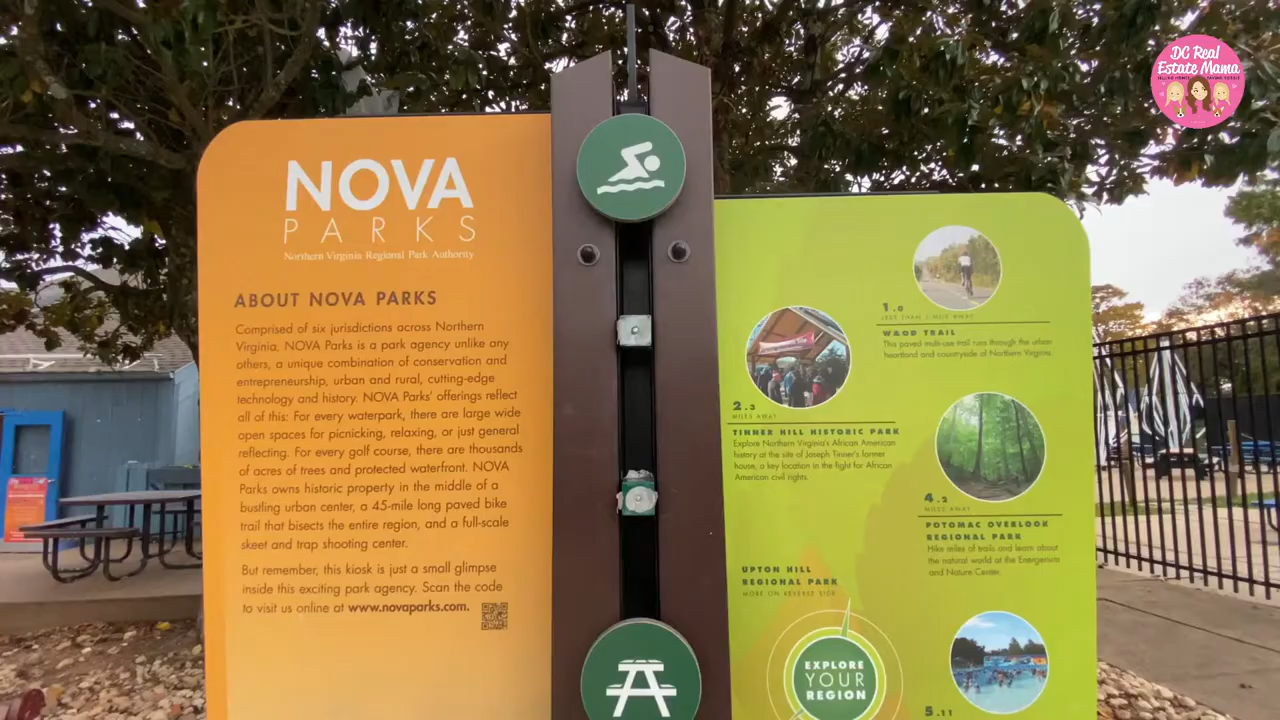 DC Real
Estate Mama
NOVA
PARKS
Northern Virginia Regional Park Authority
ABOUT NOVA PARKS
Comprised of six jurisdictions across Northern
Virginia, NOVA Parks is a park agency unlike any
others, a unique combination of conservation and
entrepreneurship, urban and rural, cutting-edge
technology and history. NOVA Parks' offerings reflect
all of this: For every waterpark, there are large wide
open spaces for picnicking, relaxing, or just general
reflecting. For every golf course, there are thousands
of acres of trees and protected waterfront. NOVA
Parks owns historic property in the middle of a
bustling urban center, a 45-mile long paved bike
trail that bisects the entire region, and a full-scale
skeet and trap shooting center.
But remember, this kiosk is just a small glimpse
inside this exciting park agency. Scan the code
to visit us online at www.novaparks.com.
1.0
LESS THAN 1 MILE AWAY
W&OD TRAIL
This paved multi-use trail runs through the urban
heartland and countryside of Northern Virginia.
2.3
MILES AWAY
TINNER HILL HISTORIC PARK
Explore Northern Virginia's African American
history at the site of Joseph Tinner's former
house, a key location in the fight for African
American civil rights.
4.2
MILES AWAY
POTOMAC OVERLOOK
REGIONAL PARK
Hike miles of trails and learn about
the natural world at the Energerium
and Nature Center.
UPTON HILL
REGIONAL PARK
MORE ON REVERSE SIDE
EXPLORE
YOUR
REGION
5.11